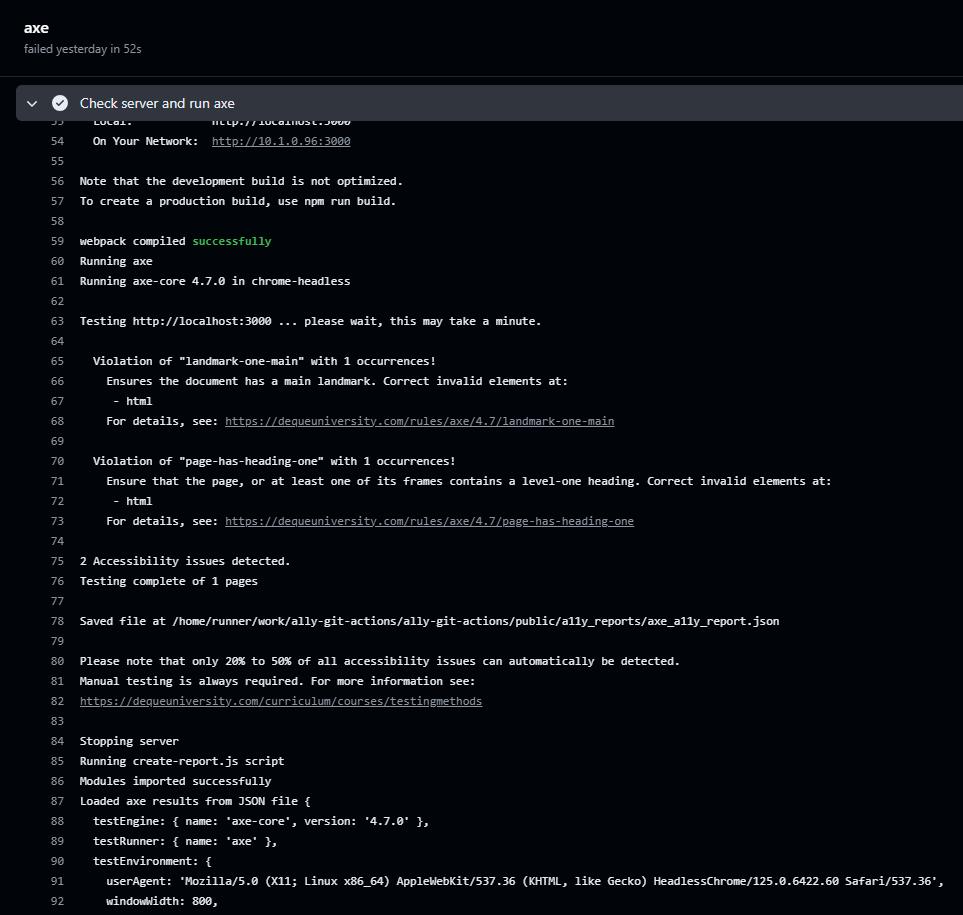 axe
failed yesterday in 52s
Check server and run axe
53 Local: http://localhost:3000
54 On Your Network: http://10.1.0.96:3000
55
56 Note that the development build is not optimized.
57 To create a production build, use npm run build.
58
59 webpack compiled successfully
60 Running axe
61 Running axe-core 4.7.0 in chrome-headless
62
63 Testing http://localhost:3000 ... please wait, this may take a minute.
64
65 Violation of "landmark-one-main" with 1 occurrences!
66 Ensures the document has a main landmark. Correct invalid elements at:
67 - html
68 For details, see: https://dequeuniversity.com/rules/axe/4.7/landmark-one-main
69
70 Violation of "page-has-heading-one" with 1 occurrences!
71 Ensure that the page, or at least one of its frames contains a level-one heading. Correct invalid elements at:
72 - html
73 For details, see: https://dequeuniversity.com/rules/axe/4.7/page-has-heading-one
74
75 2 Accessibility issues detected.
76 Testing complete of 1 pages
77
78 Saved file at /home/runner/work/ally-git-actions/ally-git-actions/public/a11y_reports/axe_a11y_report.json
79
80 Please note that only 20% to 50% of all accessibility issues can automatically be detected.
81 Manual testing is always required. For more information see:
82 https://dequeuniversity.com/curriculum/courses/testingmethods
83
84 Stopping server
85 Running create-report.js script
86 Modules imported successfully
87 Loaded axe results from JSON file {
88 testEngine: { name: 'axe-core', version: '4.7.0' },
89 testRunner: { name: 'axe' },
90 testEnvironment: {
91 userAgent: 'Mozilla/5.0 (X11; Linux x86_64) AppleWebKit/537.36 (KHTML, like Gecko) HeadlessChrome/125.0.6422.60 Safari/537.36',
92 windowWidth: 800,